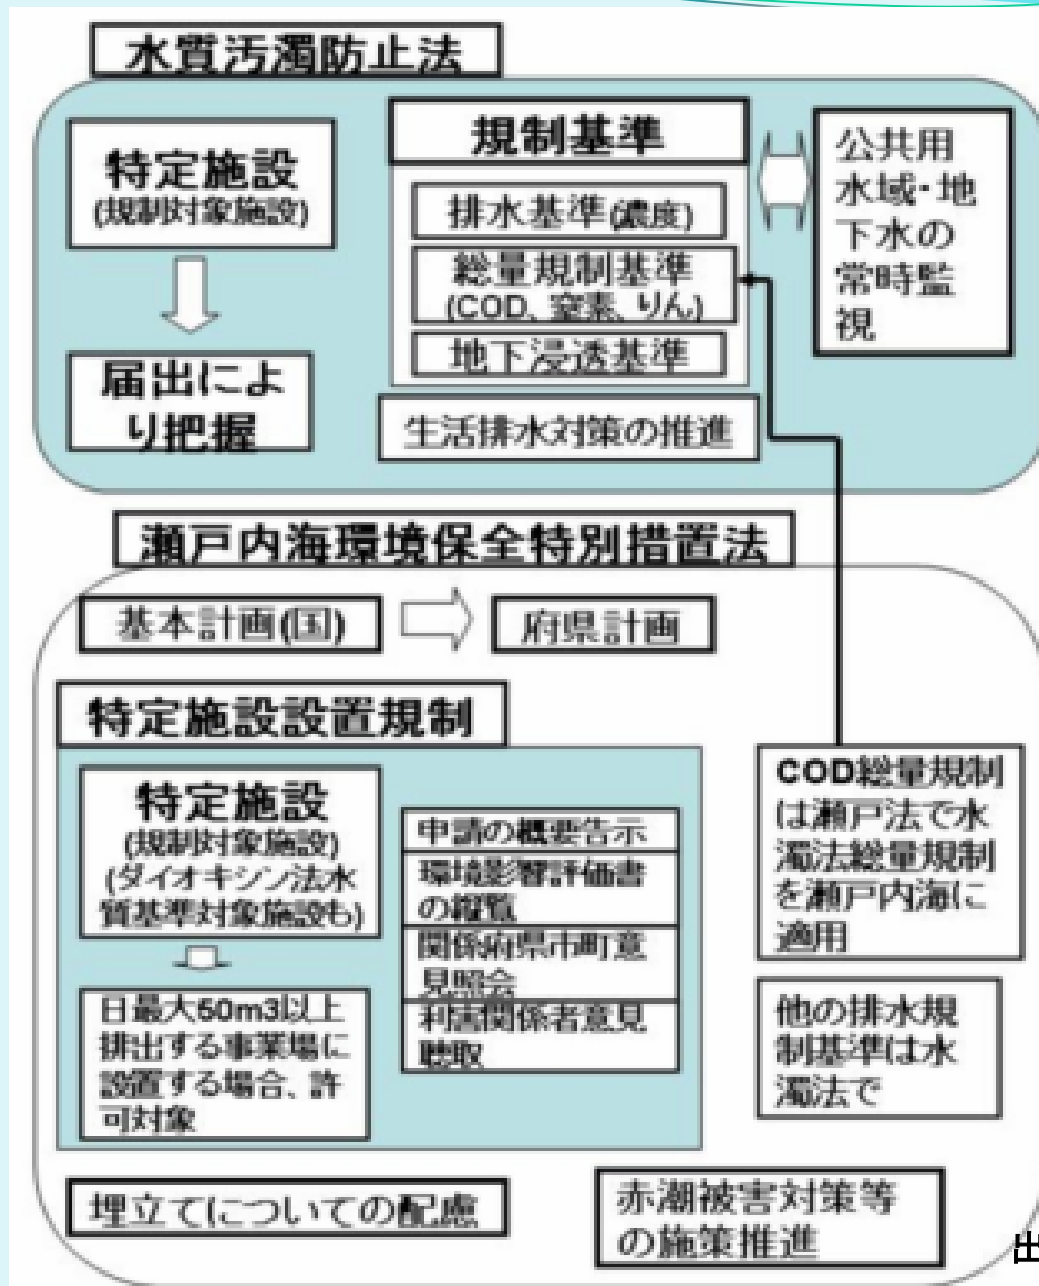 水質汚濁防止法
特定施設
(規制対象施設)
届出によ
り把握
規制基準
排水基準(濃度)
総量規制基準
(COD、窒素、りん)
地下浸透基準
生活排水対策の推進
公共用
水域・地
下水の
常時監
視
瀬戸内海環境保全特別措置法
基本計画(国)
府県計画
特定施設設置規制
特定施設
(規制対象施設)
(ダイオキシン法水
質基準対象施設も)
日最大50m3以上
排出する事業場に
設置する場合、許
可対象
申請の概要告示
環境影響評価書
の縦覧
関係府県市町意
見照会
利害関係者意見
聴取
COD総量規制
は瀬戸法で水
濁法総量規制
を瀬戸内海に
適用
他の排水規
制基準は水
濁法で
埋立てについての配慮
赤潮被害対策等
の施策推進
出